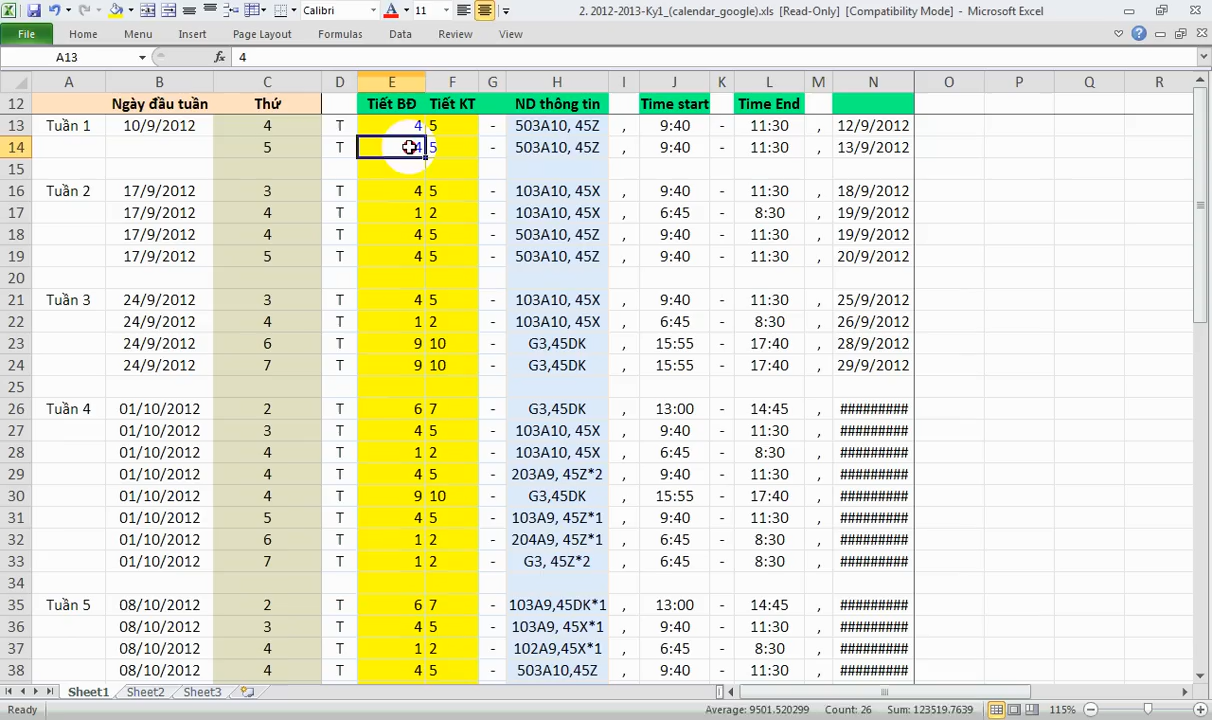 Calibri 11 2. 2012-2013-Ky1_(calendar_google).xls [Read-Only] [Compatibility Mode] - Microsoft Excel
File Home Menu Insert Page Layout Formulas Data Review View
A13 fx 4
A B C D E F G H I J K L M N O P Q R
12 Ngày đầu tuần Thứ Tiết BĐ Tiết KT ND thông tin Time start Time End
13 Tuần 1 10/9/2012 4 T 4 5 - 503A10, 45Z , 9:40 - 11:30 , 12/9/2012
14 5 T 4 5 - 503A10, 45Z , 9:40 - 11:30 , 13/9/2012
15
16 Tuần 2 17/9/2012 3 T 4 5 - 103A10, 45X , 9:40 - 11:30 , 18/9/2012
17 17/9/2012 4 T 1 2 - 103A10, 45X , 6:45 - 8:30 , 19/9/2012
18 17/9/2012 4 T 4 5 - 503A10, 45Z , 9:40 - 11:30 , 19/9/2012
19 17/9/2012 5 T 4 5 - 503A10, 45Z , 9:40 - 11:30 , 20/9/2012
20
21 Tuần 3 24/9/2012 3 T 4 5 - 103A10, 45X , 9:40 - 11:30 , 25/9/2012
22 24/9/2012 4 T 1 2 - 103A10, 45X , 6:45 - 8:30 , 26/9/2012
23 24/9/2012 6 T 9 10 - G3,45DK , 15:55 - 17:40 , 28/9/2012
24 24/9/2012 7 T 9 10 - G3,45DK , 15:55 - 17:40 , 29/9/2012
25
26 Tuần 4 01/10/2012 2 T 6 7 - G3,45DK , 13:00 - 14:45 , #########
27 01/10/2012 3 T 4 5 - 103A10, 45X , 9:40 - 11:30 , #########
28 01/10/2012 4 T 1 2 - 103A10, 45X , 6:45 - 8:30 , #########
29 01/10/2012 4 T 4 5 - 203A9, 45Z*2 , 9:40 - 11:30 , #########
30 01/10/2012 4 T 9 10 - G3,45DK , 15:55 - 17:40 , #########
31 01/10/2012 5 T 4 5 - 103A9, 45Z*1 , 9:40 - 11:30 , #########
32 01/10/2012 6 T 1 2 - 204A9, 45Z*1 , 6:45 - 8:30 , #########
33 01/10/2012 7 T 1 2 - G3, 45Z*2 , 6:45 - 8:30 , #########
34
35 Tuần 5 08/10/2012 2 T 6 7 - 103A9,45DK*1 , 13:00 - 14:45 , #########
36 08/10/2012 3 T 4 5 - 103A9,45X*1 , 9:40 - 11:30 , #########
37 08/10/2012 4 T 1 2 - 102A9,45X*1 , 6:45 - 8:30 , #########
38 08/10/2012 4 T 4 5 - 503A10,45Z , 9:40 - 11:30 , #########
Sheet1 Sheet2 Sheet3
Ready Average: 9501.520299 Count: 26 Sum: 123519.7639 115%